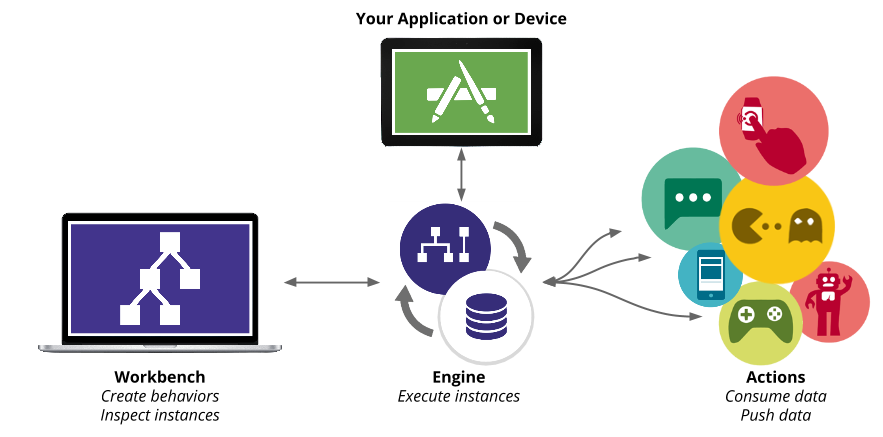 Your Application or Device
Workbench
Create behaviors
Inspect instances
Engine
Execute instances
Actions
Consume data
Push data